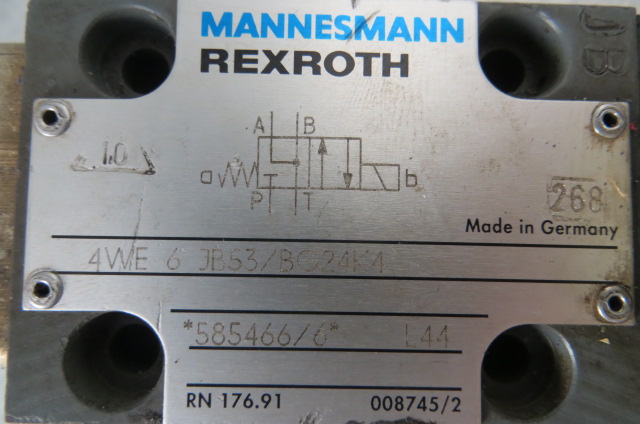 MANNESMANN
REXROTH
JB
A B
1.0
a b
P T
268
Made in Germany
4WE 6 JB53/BG24K4
*585466/6* L44
RN 176.91 008745/2